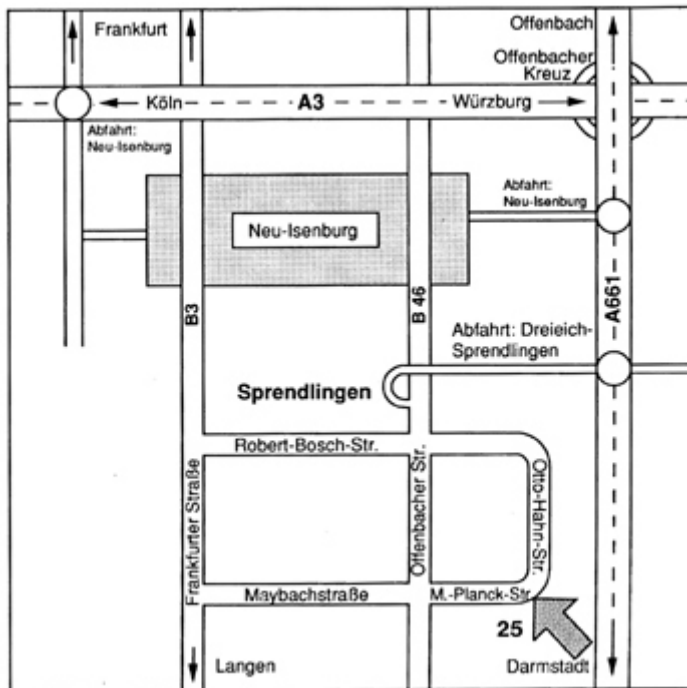 Frankfurt
Offenbach
Offenbacher
Kreuz
Köln
A3
Würzburg
Abfahrt:
Neu-Isenburg
Abfahrt:
Neu-Isenburg
Neu-Isenburg
B3
B 46
A661
Abfahrt: Dreieich-
Sprendlingen
Sprendlingen
Robert-Bosch-Str.
Frankfurter Straße
Offenbacher Str.
Otto-Hahn-Str.
Maybachstraße
M.-Planck-Str.
25
Langen
Darmstadt